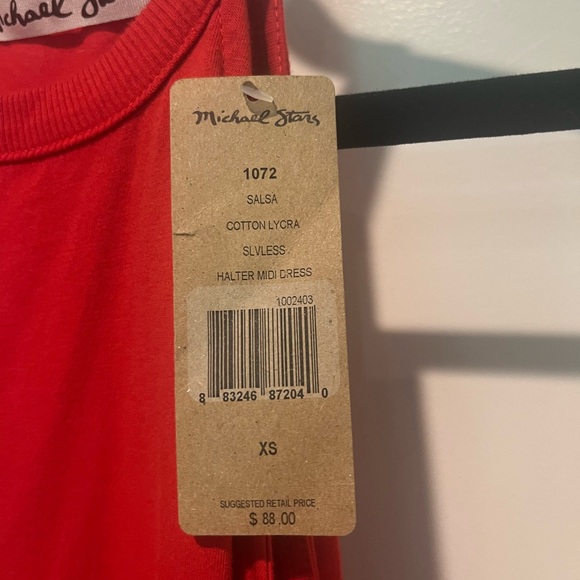 Michael Stars
1072
SALSA
COTTON LYCRA
SLVLESS
HALTER MIDI DRESS
1002403
8 83246 87204 0
XS
SUGGESTED RETAIL PRICE
$ 88.00